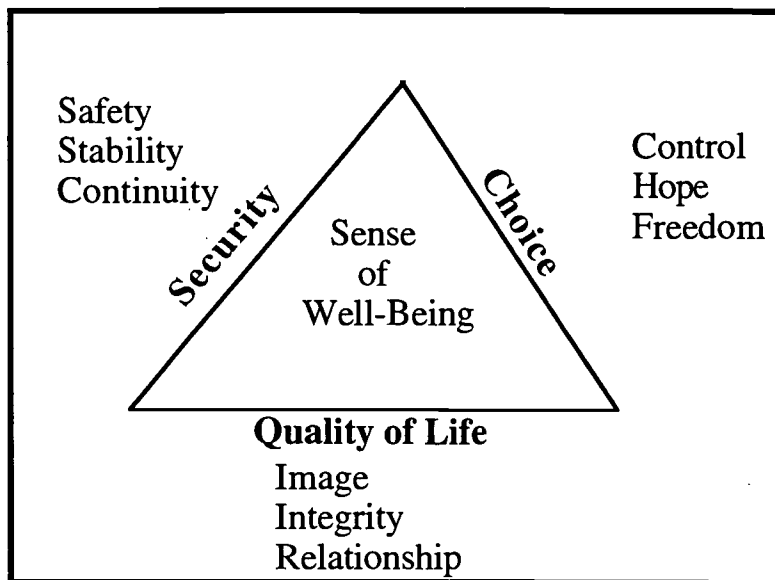 Safety
Stability
Continuity
Security
Sense
of
Well-Being
Choice
Control
Hope
Freedom
Quality of Life
Image
Integrity
Relationship